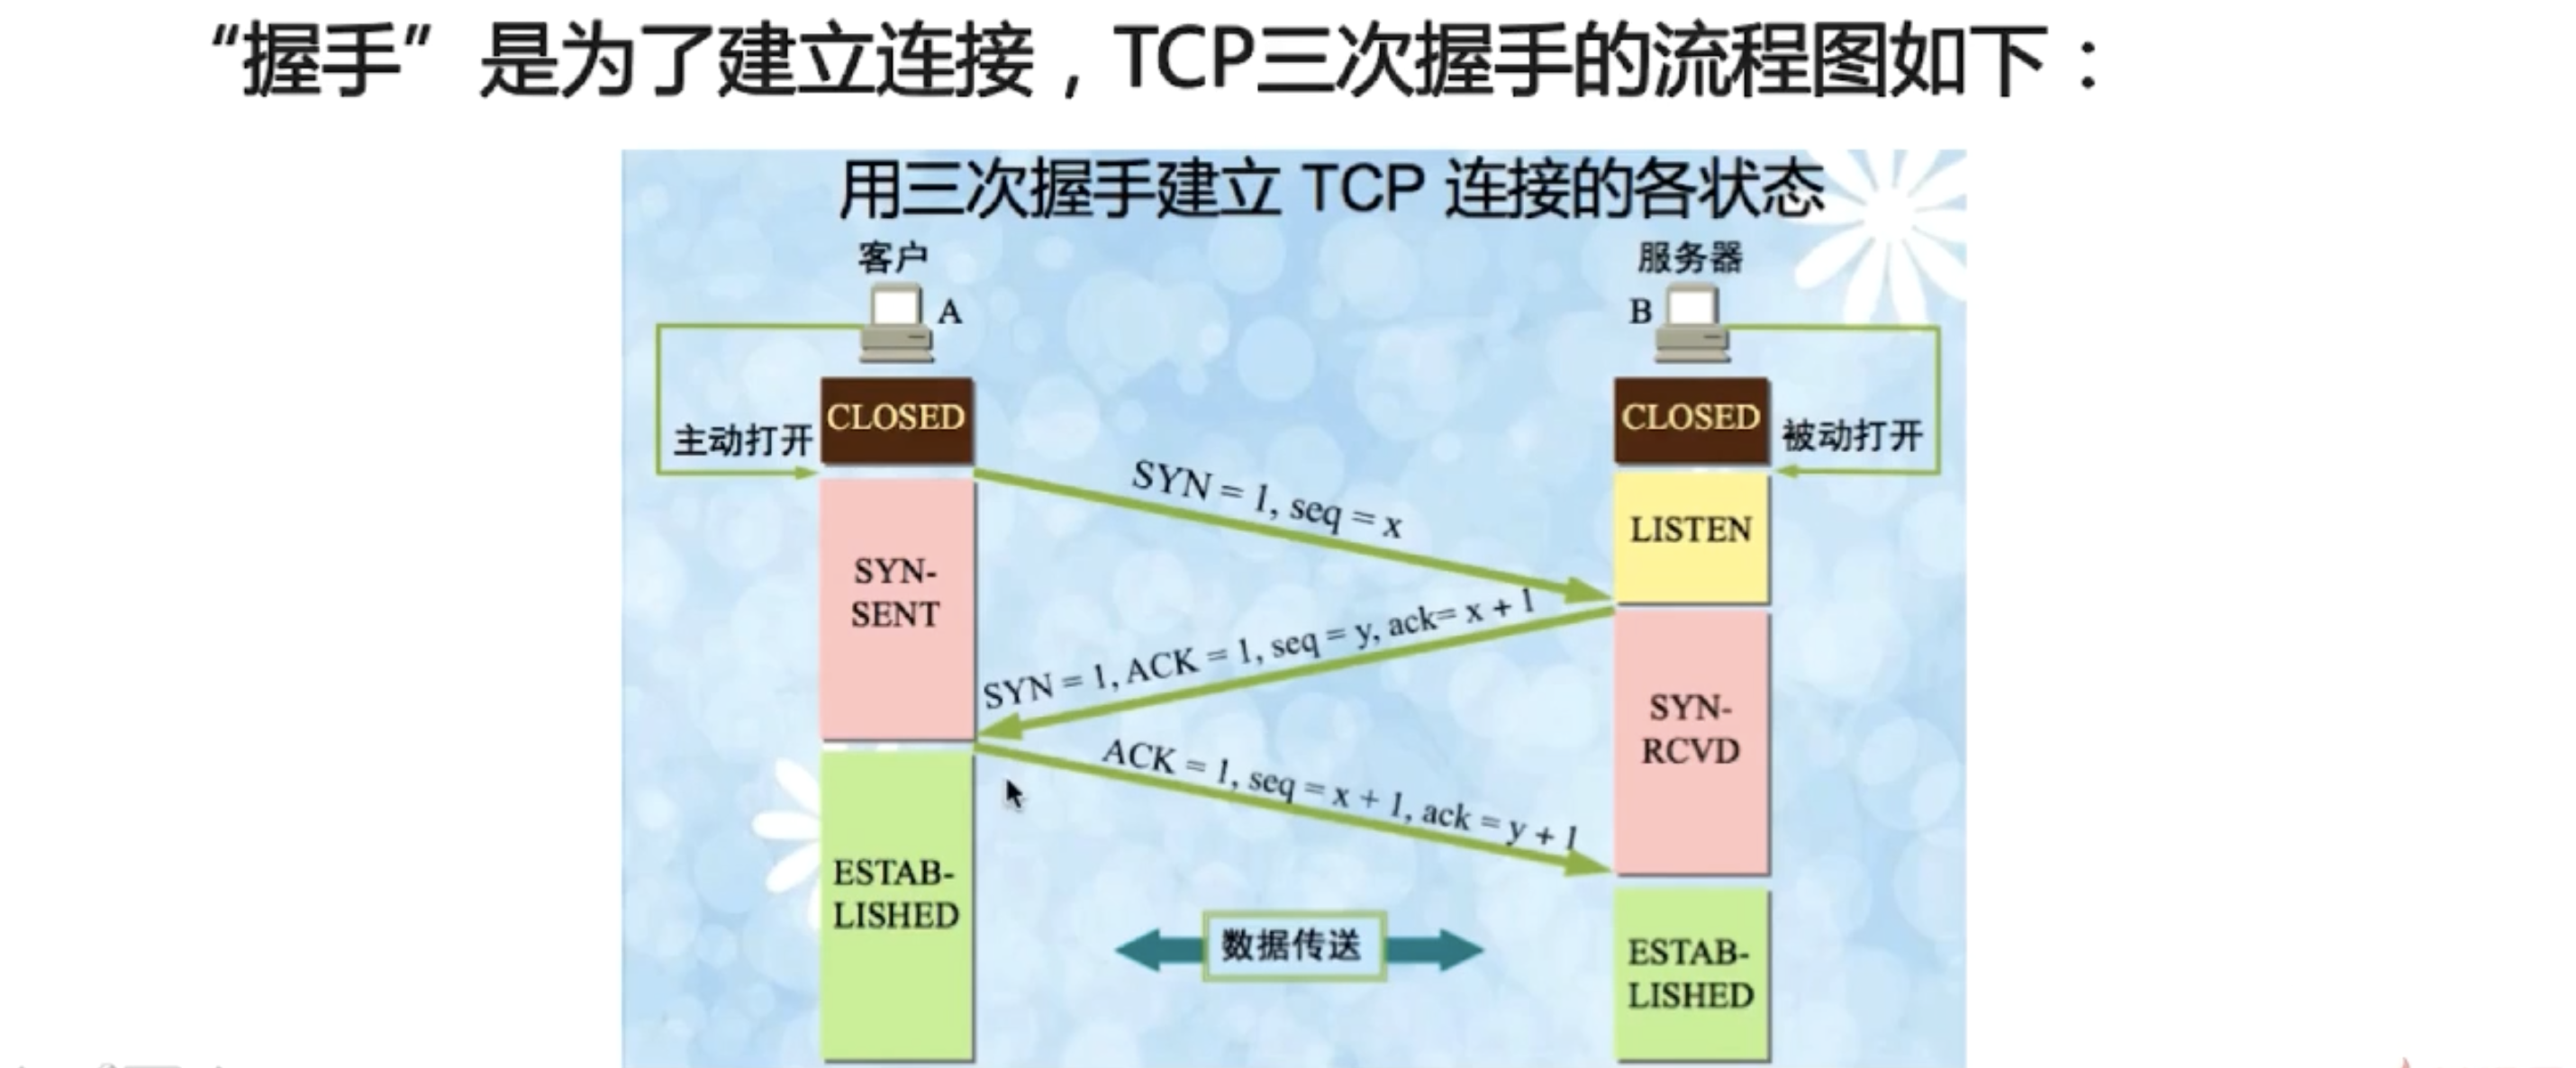 “握手”是为了建立连接，TCP三次握手的流程图如下：
用三次握手建立 TCP 连接的各状态
客户
服务器
A
B
CLOSED
CLOSED
主动打开
被动打开
SYN = 1, seq = x
LISTEN
SYN-
SENT
SYN = 1, ACK = 1, seq = y, ack= x + 1
SYN-
RCVD
ACK = 1, seq = x + 1, ack = y + 1
ESTAB-
LISHED
数据传送
ESTAB-
LISHED